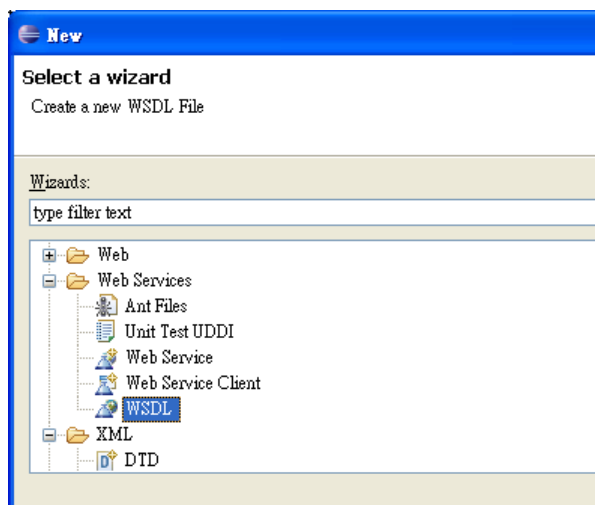 New
Select a wizard
Create a new WSDL File
Wizards:
type filter text
Web
Web Services
Ant Files
Unit Test UDDI
Web Service
Web Service Client
WSDL
XML
DTD